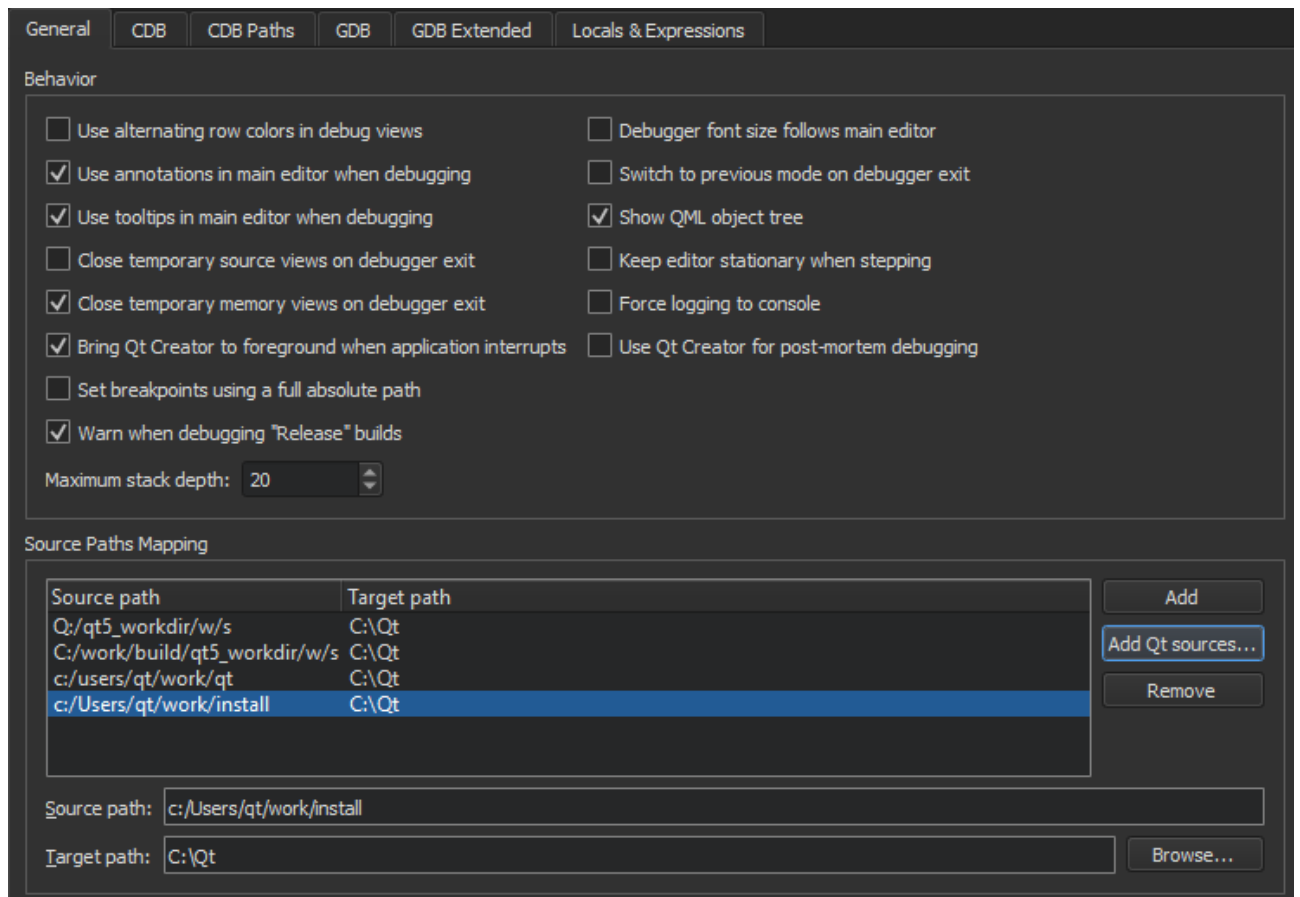 General CDB CDB Paths GDB GDB Extended Locals & Expressions
Behavior
Use alternating row colors in debug views
Use annotations in main editor when debugging
Use tooltips in main editor when debugging
Close temporary source views on debugger exit
Close temporary memory views on debugger exit
Bring Qt Creator to foreground when application interrupts
Set breakpoints using a full absolute path
Warn when debugging "Release" builds
Debugger font size follows main editor
Switch to previous mode on debugger exit
Show QML object tree
Keep editor stationary when stepping
Force logging to console
Use Qt Creator for post-mortem debugging
Maximum stack depth: 20
Source Paths Mapping
Source path Target path
Q:/qt5_workdir/w/s C:\Qt
C:/work/build/qt5_workdir/w/s C:\Qt
c:/users/qt/work/qt C:\Qt
c:/Users/qt/work/install C:\Qt
Add
Add Qt sources...
Remove
Source path: c:/Users/qt/work/install
Target path: C:\Qt Browse...